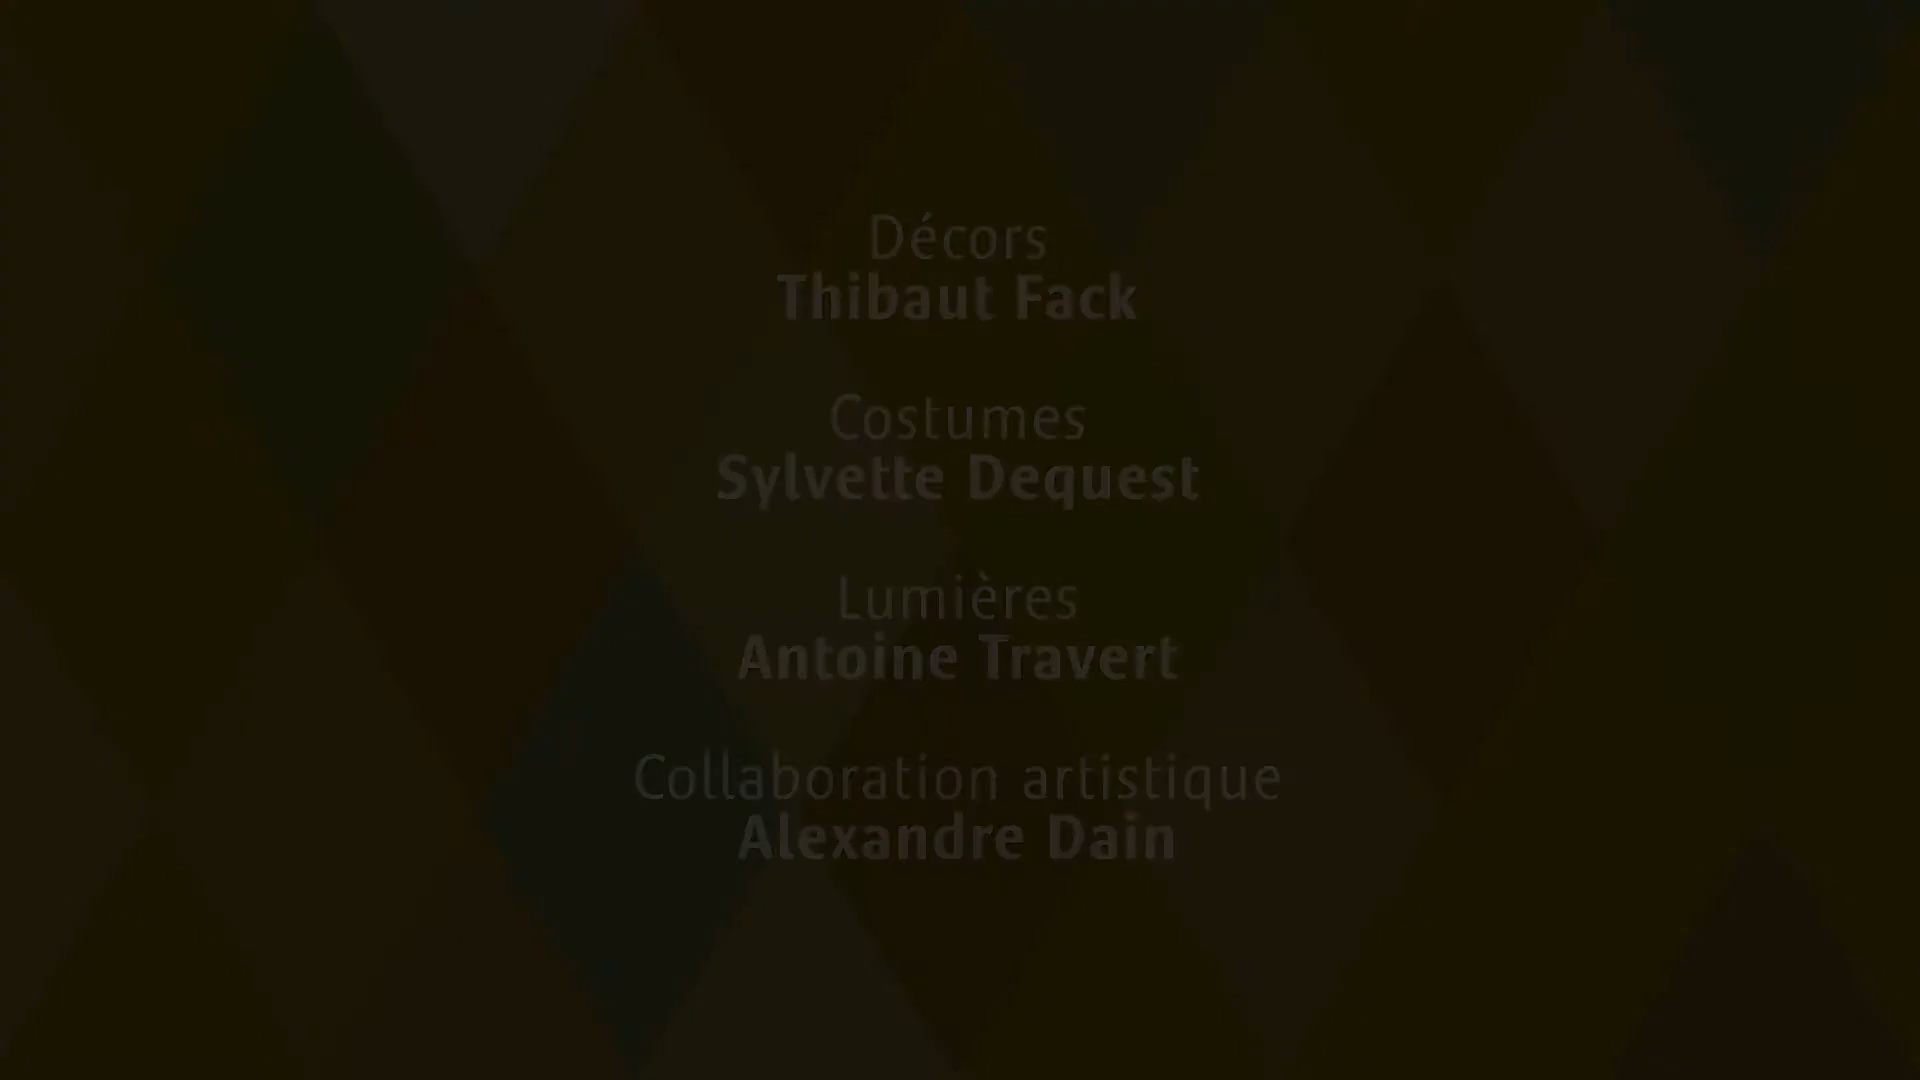 Décors
Thibaut Fack
Costumes
Sylvette Dequest
Lumières
Antoine Travert
Collaboration artistique
Alexandre Dain